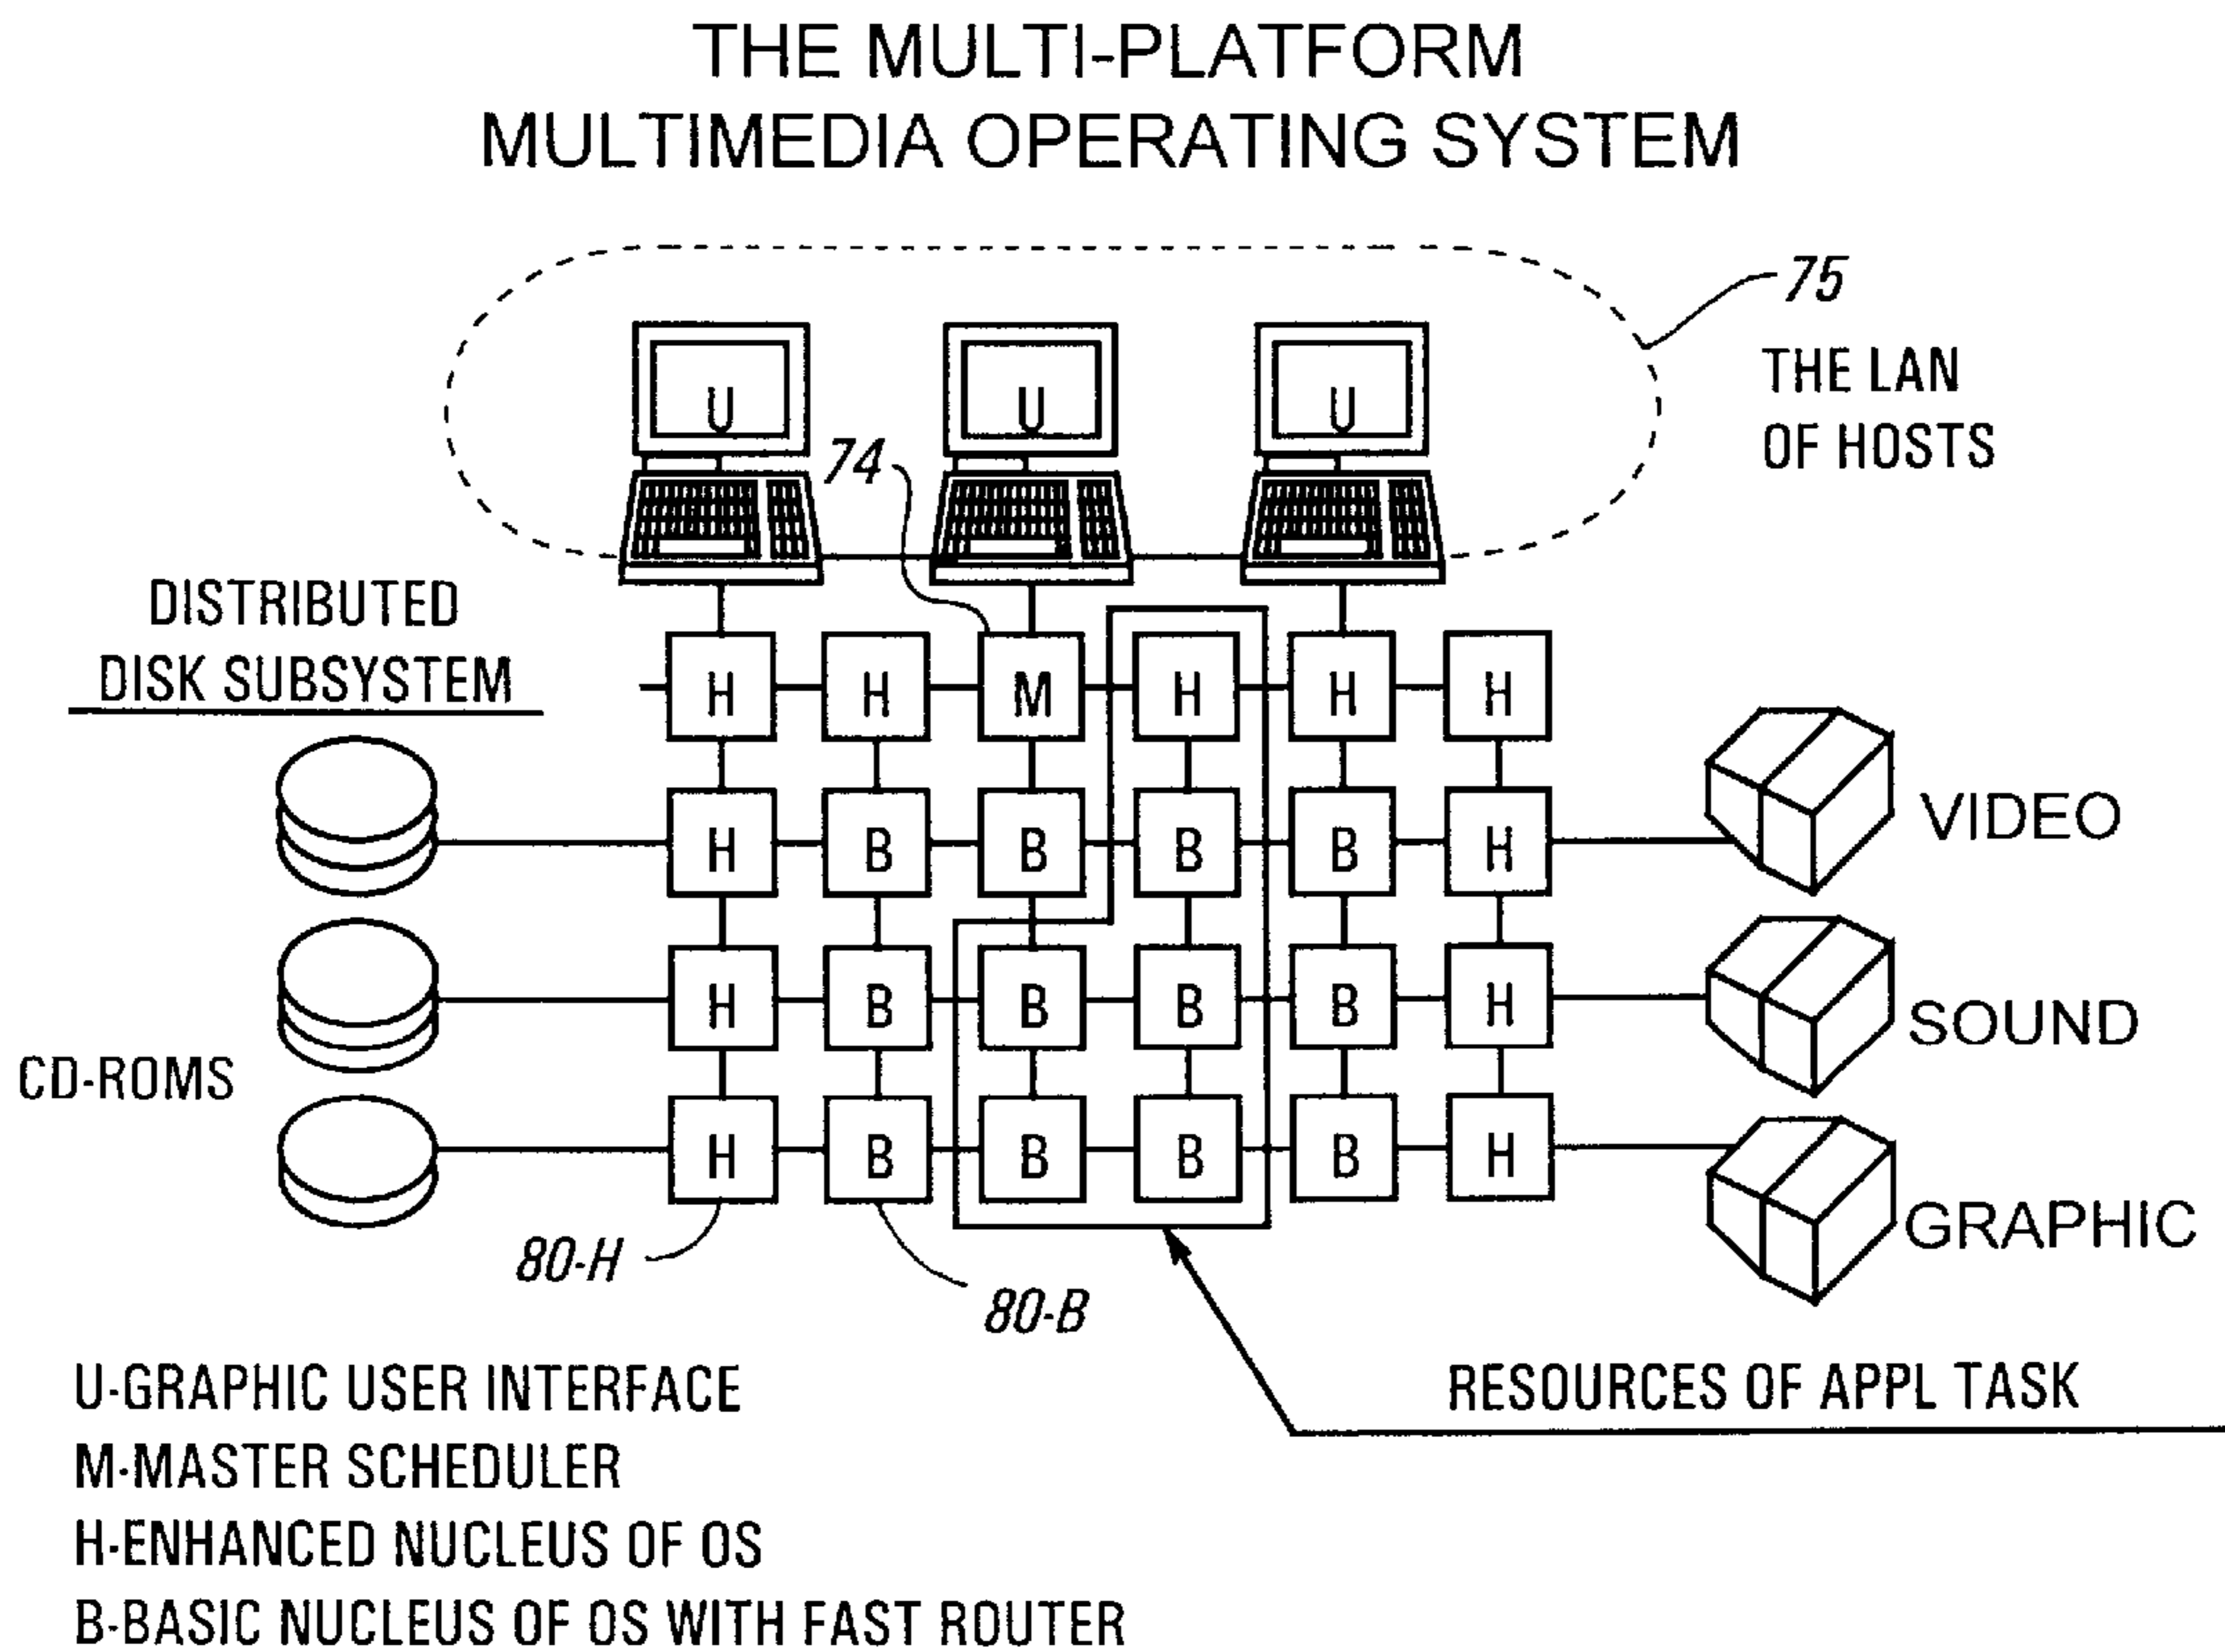 THE MULTI-PLATFORM
MULTIMEDIA OPERATING SYSTEM
75
THE LAN
OF HOSTS
U U U
74
DISTRIBUTED
DISK SUBSYSTEM
H H M H H H
H B B B B H
VIDEO
H B B B B H
SOUND
CD-ROMS
H B B B B H
GRAPHIC
80-H
80-B
RESOURCES OF APPL TASK
U-GRAPHIC USER INTERFACE
M-MASTER SCHEDULER
H-ENHANCED NUCLEUS OF OS
B-BASIC NUCLEUS OF OS WITH FAST ROUTER